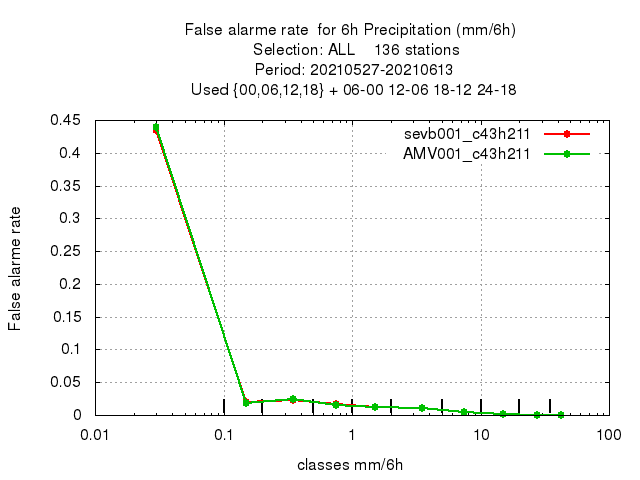 False alarme rate  for 6h Precipitation (mm/6h)
Selection: ALL    136 stations
Period: 20210527-20210613
Used {00,06,12,18} + 06-00 12-06 18-12 24-18
sevb001_c43h211
AMV001_c43h211
0.45
0.4
0.35
0.3
0.25
0.2
0.15
0.1
0.05
0
False alarme rate
0.01
0.1
1
10
100
classes mm/6h